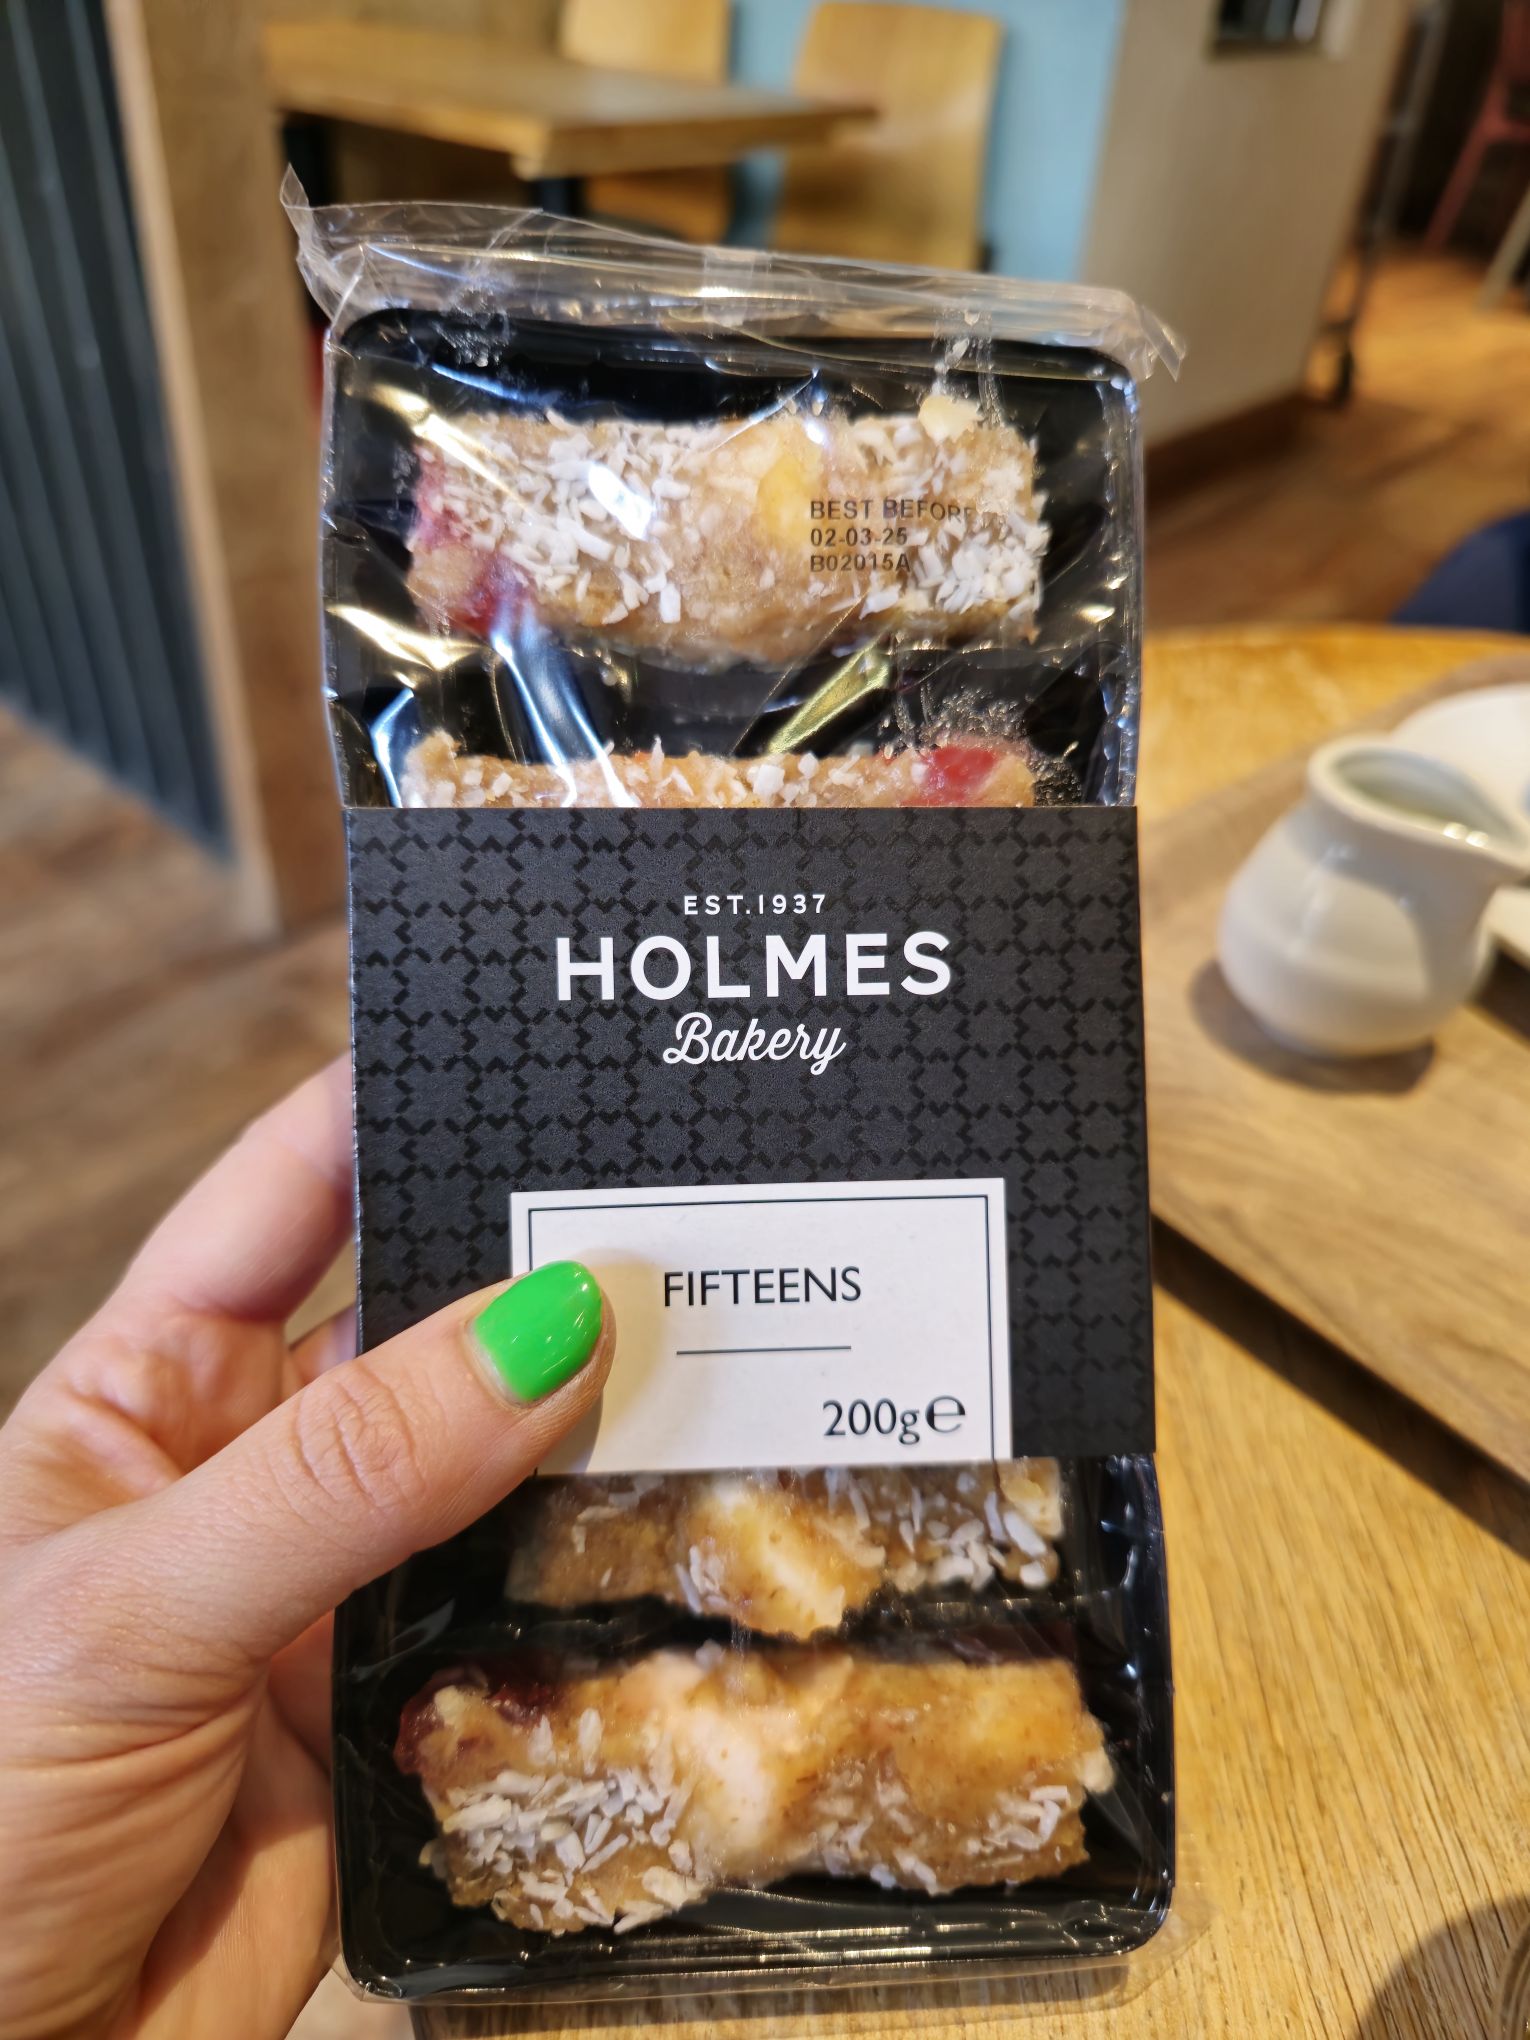 BEST BEFORE
02-03-25
B02015A
EST.1937
HOLMES
Bakery
FIFTEENS
200g℮